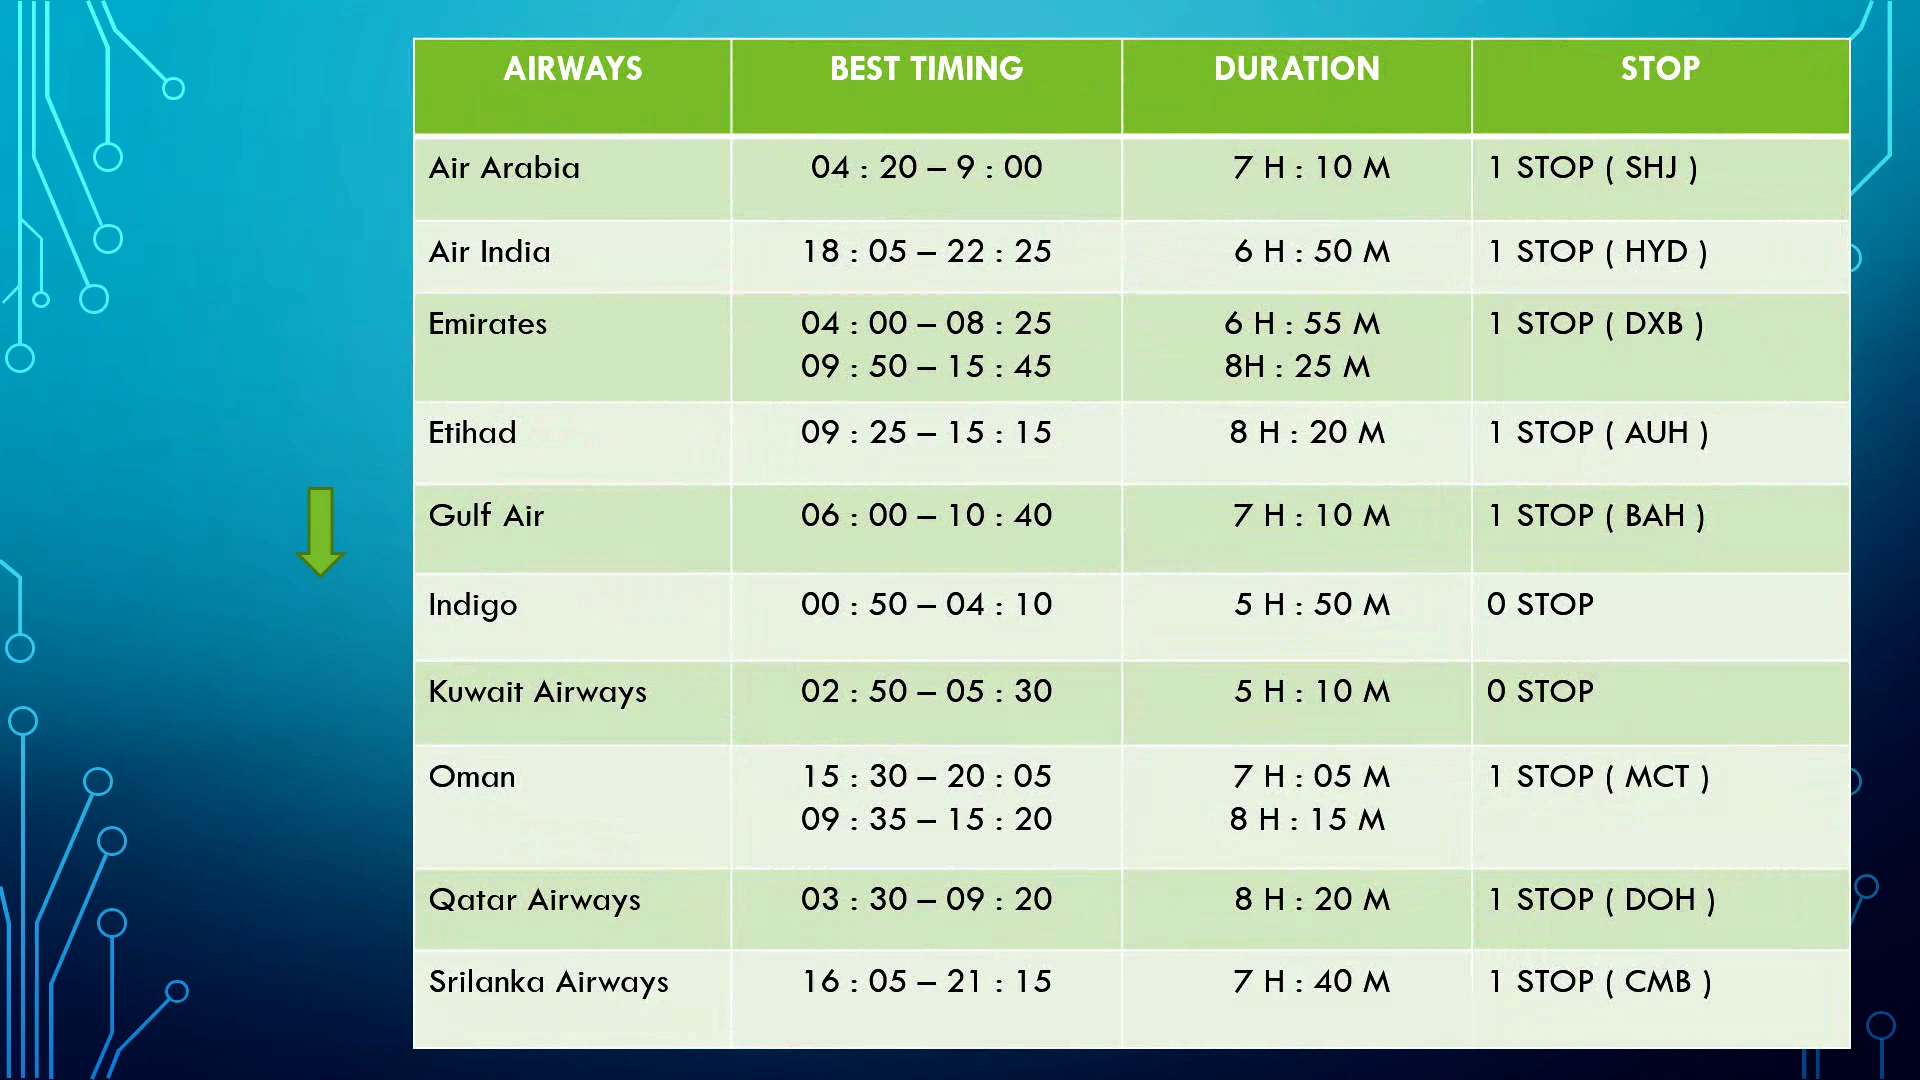 AIRWAYS BEST TIMING DURATION STOP
Air Arabia 04 : 20 – 9 : 00 7 H : 10 M 1 STOP ( SHJ )
Air India 18 : 05 – 22 : 25 6 H : 50 M 1 STOP ( HYD )
Emirates 04 : 00 – 08 : 25 6 H : 55 M 1 STOP ( DXB )
09 : 50 – 15 : 45 8H : 25 M
Etihad 09 : 25 – 15 : 15 8 H : 20 M 1 STOP ( AUH )
Gulf Air 06 : 00 – 10 : 40 7 H : 10 M 1 STOP ( BAH )
Indigo 00 : 50 – 04 : 10 5 H : 50 M 0 STOP
Kuwait Airways 02 : 50 – 05 : 30 5 H : 10 M 0 STOP
Oman 15 : 30 – 20 : 05 7 H : 05 M 1 STOP ( MCT )
09 : 35 – 15 : 20 8 H : 15 M
Qatar Airways 03 : 30 – 09 : 20 8 H : 20 M 1 STOP ( DOH )
Srilanka Airways 16 : 05 – 21 : 15 7 H : 40 M 1 STOP ( CMB )